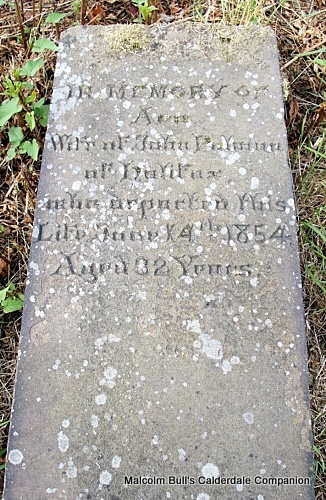 IN MEMORY OF
Ann
Wife of John
of Halifax,
who departed this
Life June 14th 1854
Aged 32 Years.
Malcolm Bull's Calderdale Companion